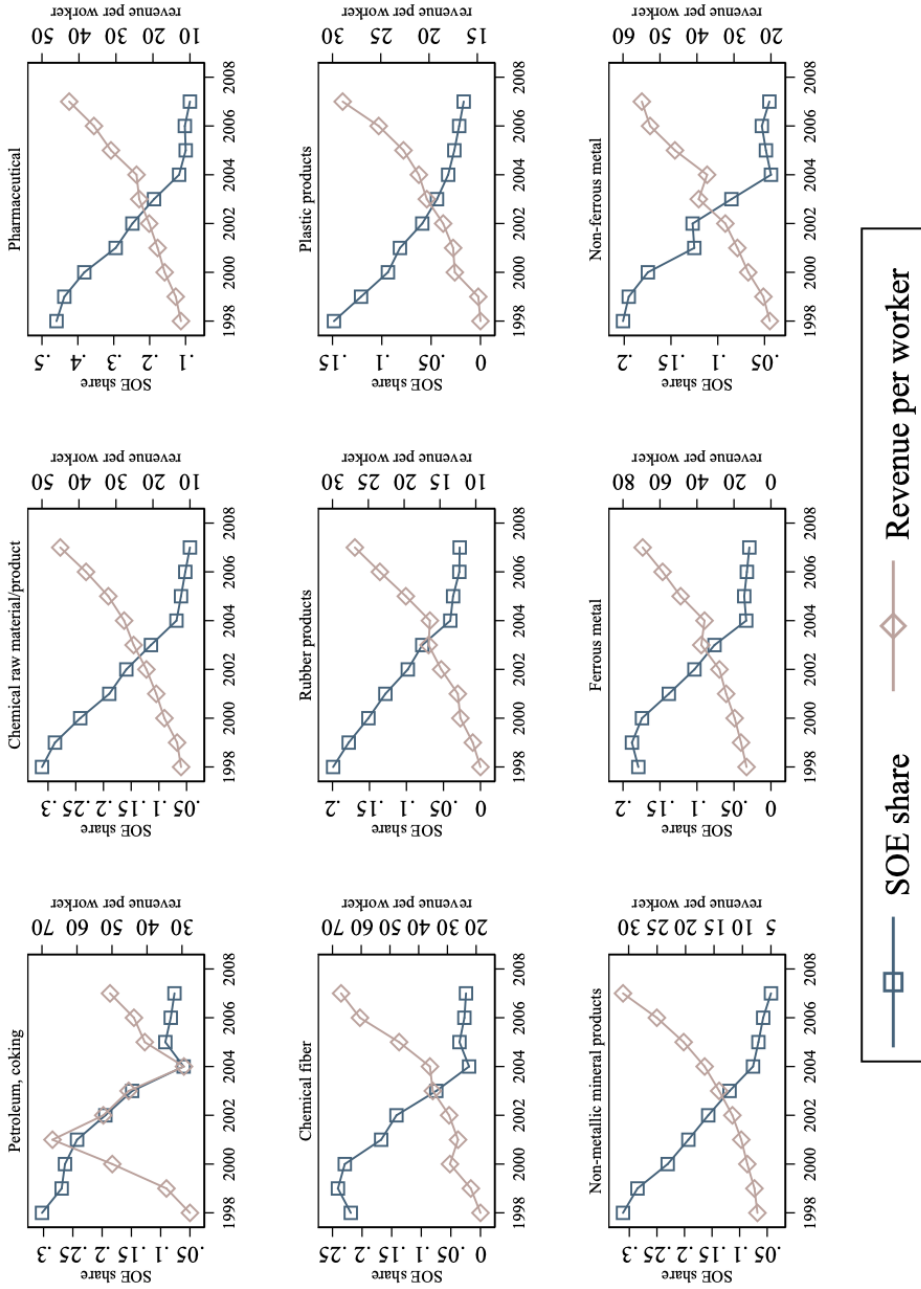 Petroleum, coking
SOE share
.05 .1 .15 .2 .25 .3
revenue per worker
30 40 50 60 70
1998 2000 2002 2004 2006 2008
Chemical raw material/product
SOE share
.05 .1 .15 .2 .25 .3
revenue per worker
10 20 30 40 50
1998 2000 2002 2004 2006 2008
Pharmaceutical
SOE share
.1 .2 .3 .4 .5
revenue per worker
10 20 30 40 50
1998 2000 2002 2004 2006 2008
Chemical fiber
SOE share
0 .05 .1 .15 .2 .25
revenue per worker
20 30 40 50 60 70
1998 2000 2002 2004 2006 2008
Rubber products
SOE share
0 .05 .1 .15 .2
revenue per worker
10 15 20 25 30
1998 2000 2002 2004 2006 2008
Plastic products
SOE share
0 .05 .1 .15
revenue per worker
15 20 25 30
1998 2000 2002 2004 2006 2008
Non-metallic mineral products
SOE share
.05 .1 .15 .2 .25 .3
revenue per worker
5 10 15 20 25 30
1998 2000 2002 2004 2006 2008
Ferrous metal
SOE share
0 .05 .1 .15 .2
revenue per worker
0 20 40 60 80
1998 2000 2002 2004 2006 2008
Non-ferrous metal
SOE share
.05 .1 .15 .2
revenue per worker
20 30 40 50 60
1998 2000 2002 2004 2006 2008
SOE share Revenue per worker